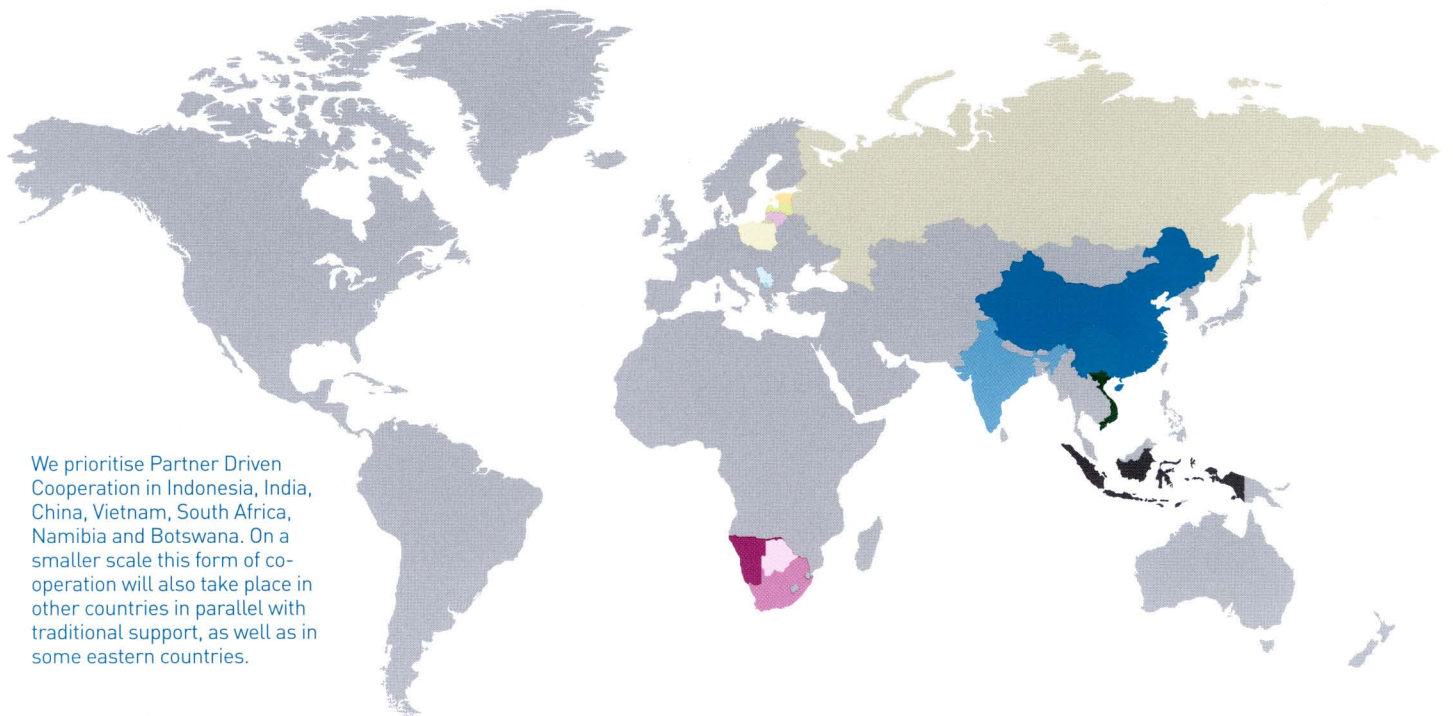 We prioritise Partner Driven
Cooperation in Indonesia, India,
China, Vietnam, South Africa,
Namibia and Botswana. On a
smaller scale this form of co-
operation will also take place in
other countries in parallel with
traditional support, as well as in
some eastern countries.